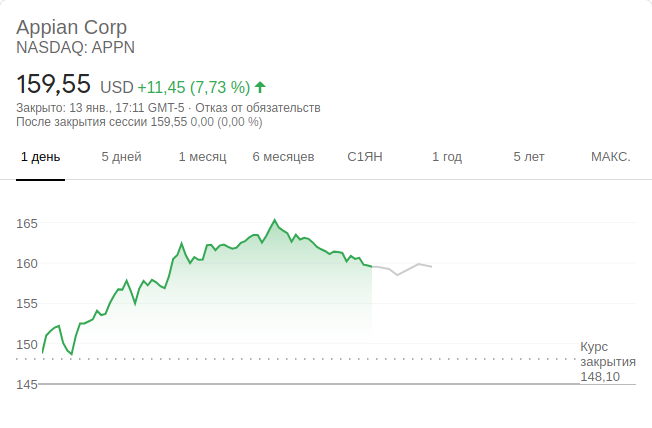 Appian Corp
NASDAQ: APPN
159,55 USD +11,45 (7,73 %)
Закрыто: 13 янв., 17:11 GMT-5 · Отказ от обязательств
После закрытия сессии 159,55 0,00 (0,00 %)
1 день 5 дней 1 месяц 6 месяцев С1ЯН 1 год 5 лет МАКС.
165
160
155
150
145
Курс
закрытия
148,10